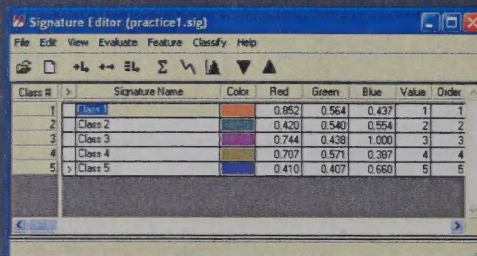 Signature Editor (practice1.sig)
File Edit View Evaluate Feature Classify Help
Class # > Signature Name Color Red Green Blue Value Order
1 Class 1 0.852 0.564 0.437 1 1
2 Class 2 0.420 0.540 0.554 2 2
3 Class 3 0.744 0.438 1.000 3 3
4 Class 4 0.707 0.571 0.387 4 4
5 > Class 5 0.410 0.407 0.660 5 5